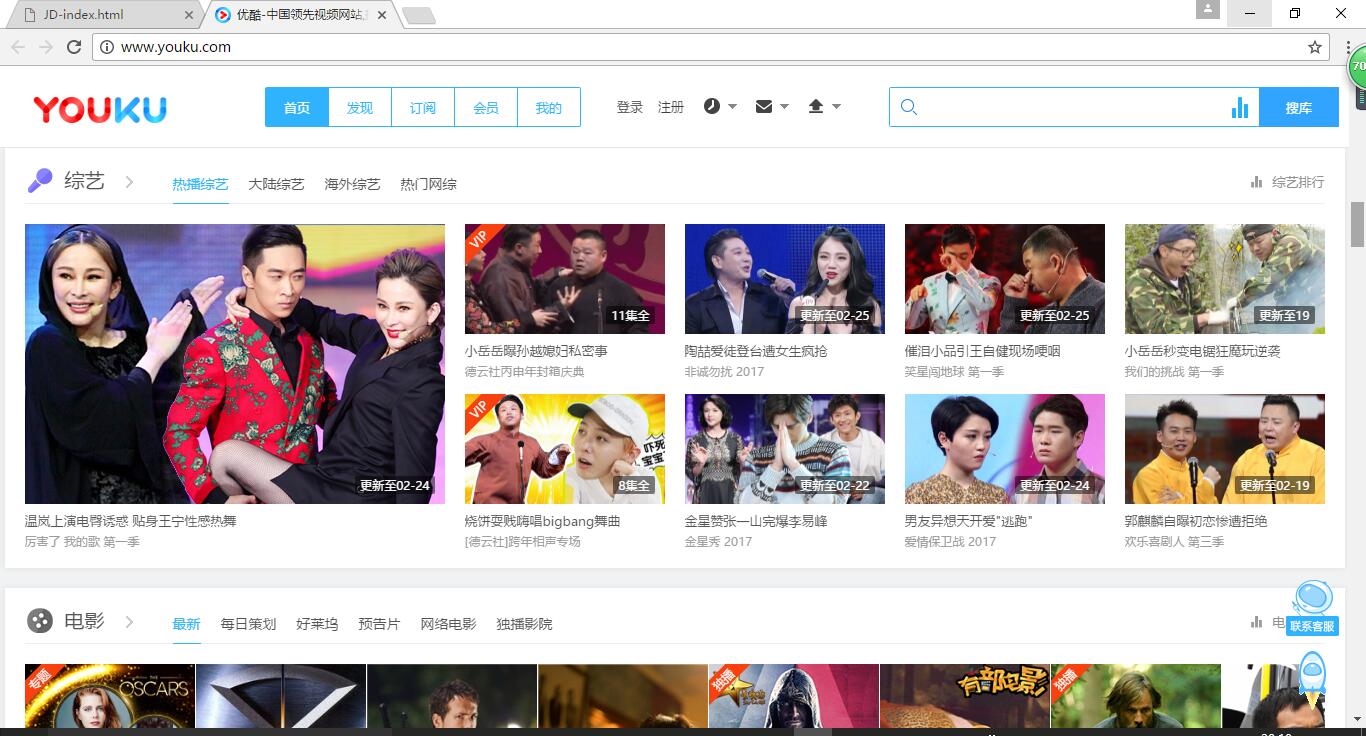 JD-index.html
优酷-中国领先视频网站,
www.youku.com
70
YOUKU
首页 发现 订阅 会员 我的
登录 注册
搜库
综艺
热播综艺 大陆综艺 海外综艺 热门网综
综艺排行
更新至02-24
温岚上演电臀诱惑 贴身王宁性感热舞
厉害了 我的歌 第一季
VIP
11集全
小岳岳曝孙越媳妇私密事
德云社丙申年封箱庆典
更新至02-25
陶喆爱徒登台遭女生疯抢
非诚勿扰 2017
更新至02-25
催泪小品引王自健现场哽咽
笑星闯地球 第一季
更新至19
小岳岳秒变电锯狂魔玩逆袭
我们的挑战 第一季
VIP
吓死
宝宝
8集全
烧饼耍贱嗨唱bigbang舞曲
[德云社]跨年相声专场
更新至02-22
金星赞张一山完爆李易峰
金星秀 2017
更新至02-24
男友异想天开爱"逃跑"
爱情保卫战 2017
更新至02-19
郭麒麟自曝初恋惨遭拒绝
欢乐喜剧人 第三季
电影
最新 每日策划 好莱坞 预告片 网络电影 独播影院
电
联系客服
专题
THE
OSCARS
独播
有部电影
独播